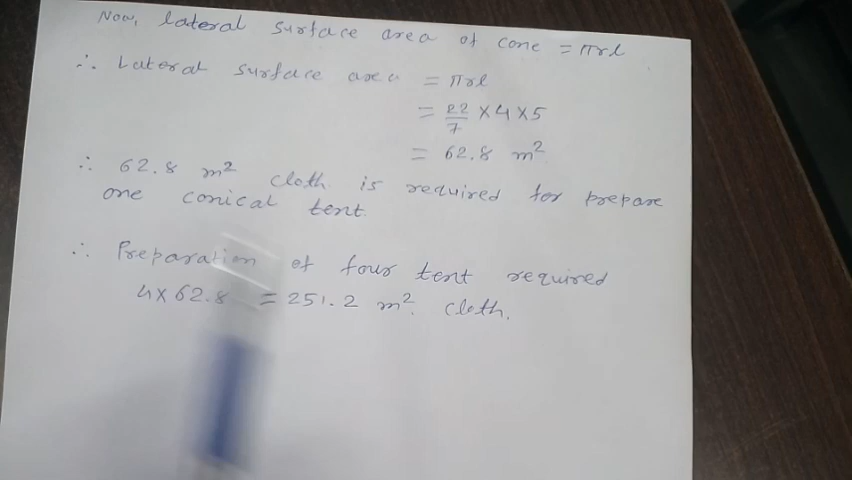 Now, lateral surface area of cone = πrl
∴ Lateral surface area = πrl
= 22/7 × 4 × 5
= 62.8 m²
∴ 62.8 m² cloth is required for prepare
one conical tent.
∴ Preparation of four tent required
4 × 62.8 = 251.2 m². cloth.